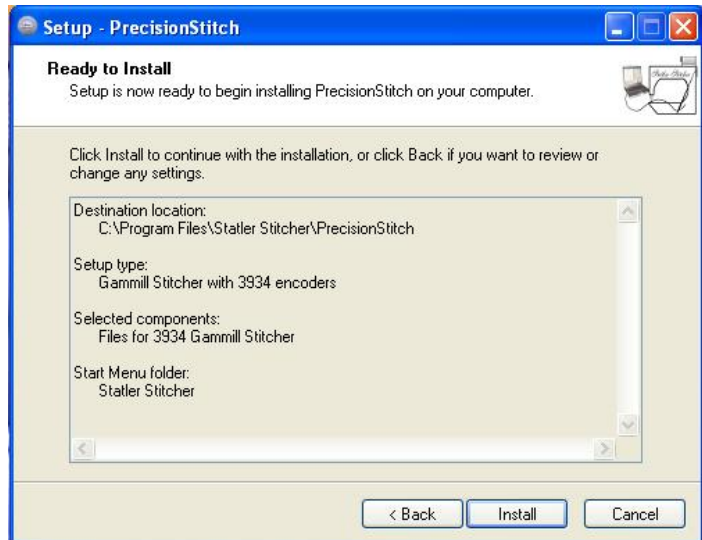 Setup - PrecisionStitch
Ready to Install
Setup is now ready to begin installing PrecisionStitch on your computer.
Click Install to continue with the installation, or click Back if you want to review or
change any settings.
Destination location:
C:\Program Files\Statler Stitcher\PrecisionStitch
Setup type:
Gammill Stitcher with 3934 encoders
Selected components:
Files for 3934 Gammill Stitcher
Start Menu folder:
Statler Stitcher
< Back
Install
Cancel